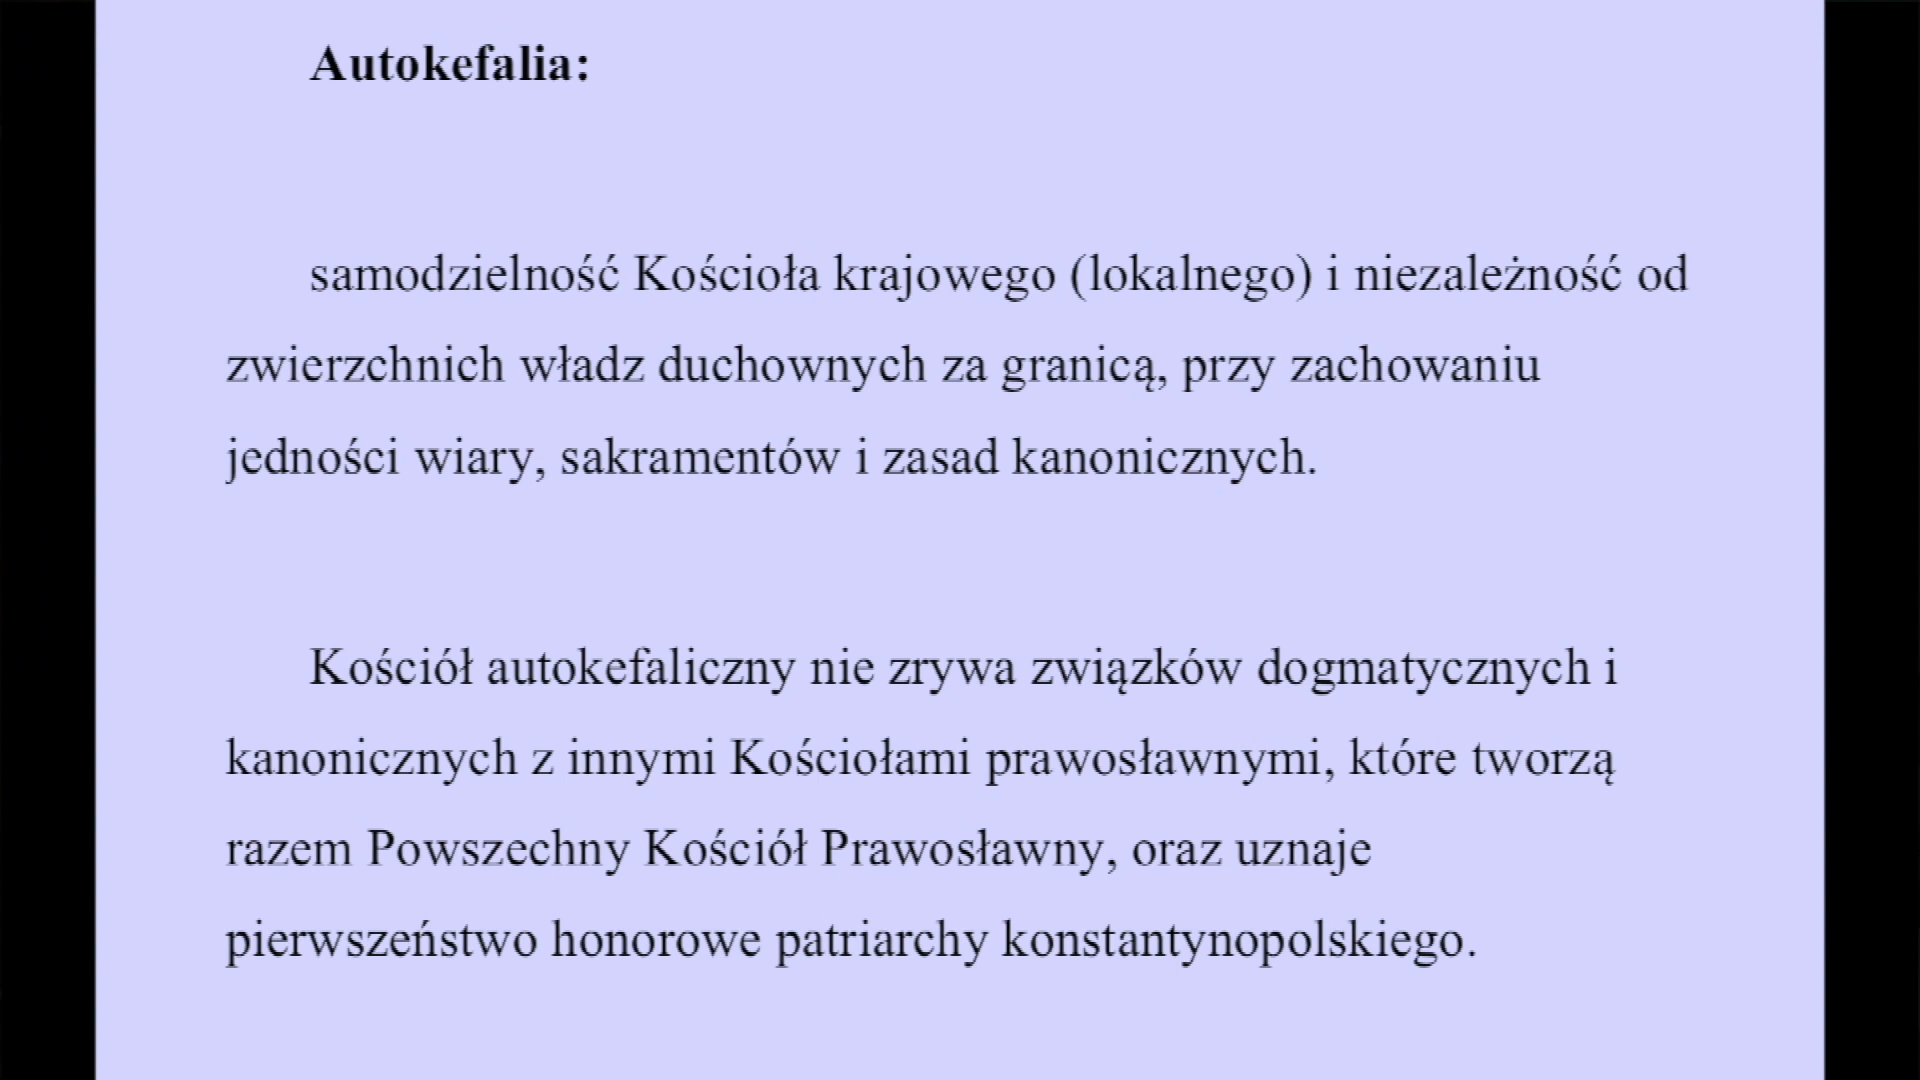 Autokefalia:
samodzielność Kościoła krajowego (lokalnego) i niezależność od
zwierzchnich władz duchownych za granicą, przy zachowaniu
jedności wiary, sakramentów i zasad kanonicznych.
Kościół autokefaliczny nie zrywa związków dogmatycznych i
kanonicznych z innymi Kościołami prawosławnymi, które tworzą
razem Powszechny Kościół Prawosławny, oraz uznaje
pierwszeństwo honorowe patriarchy konstantynopolskiego.